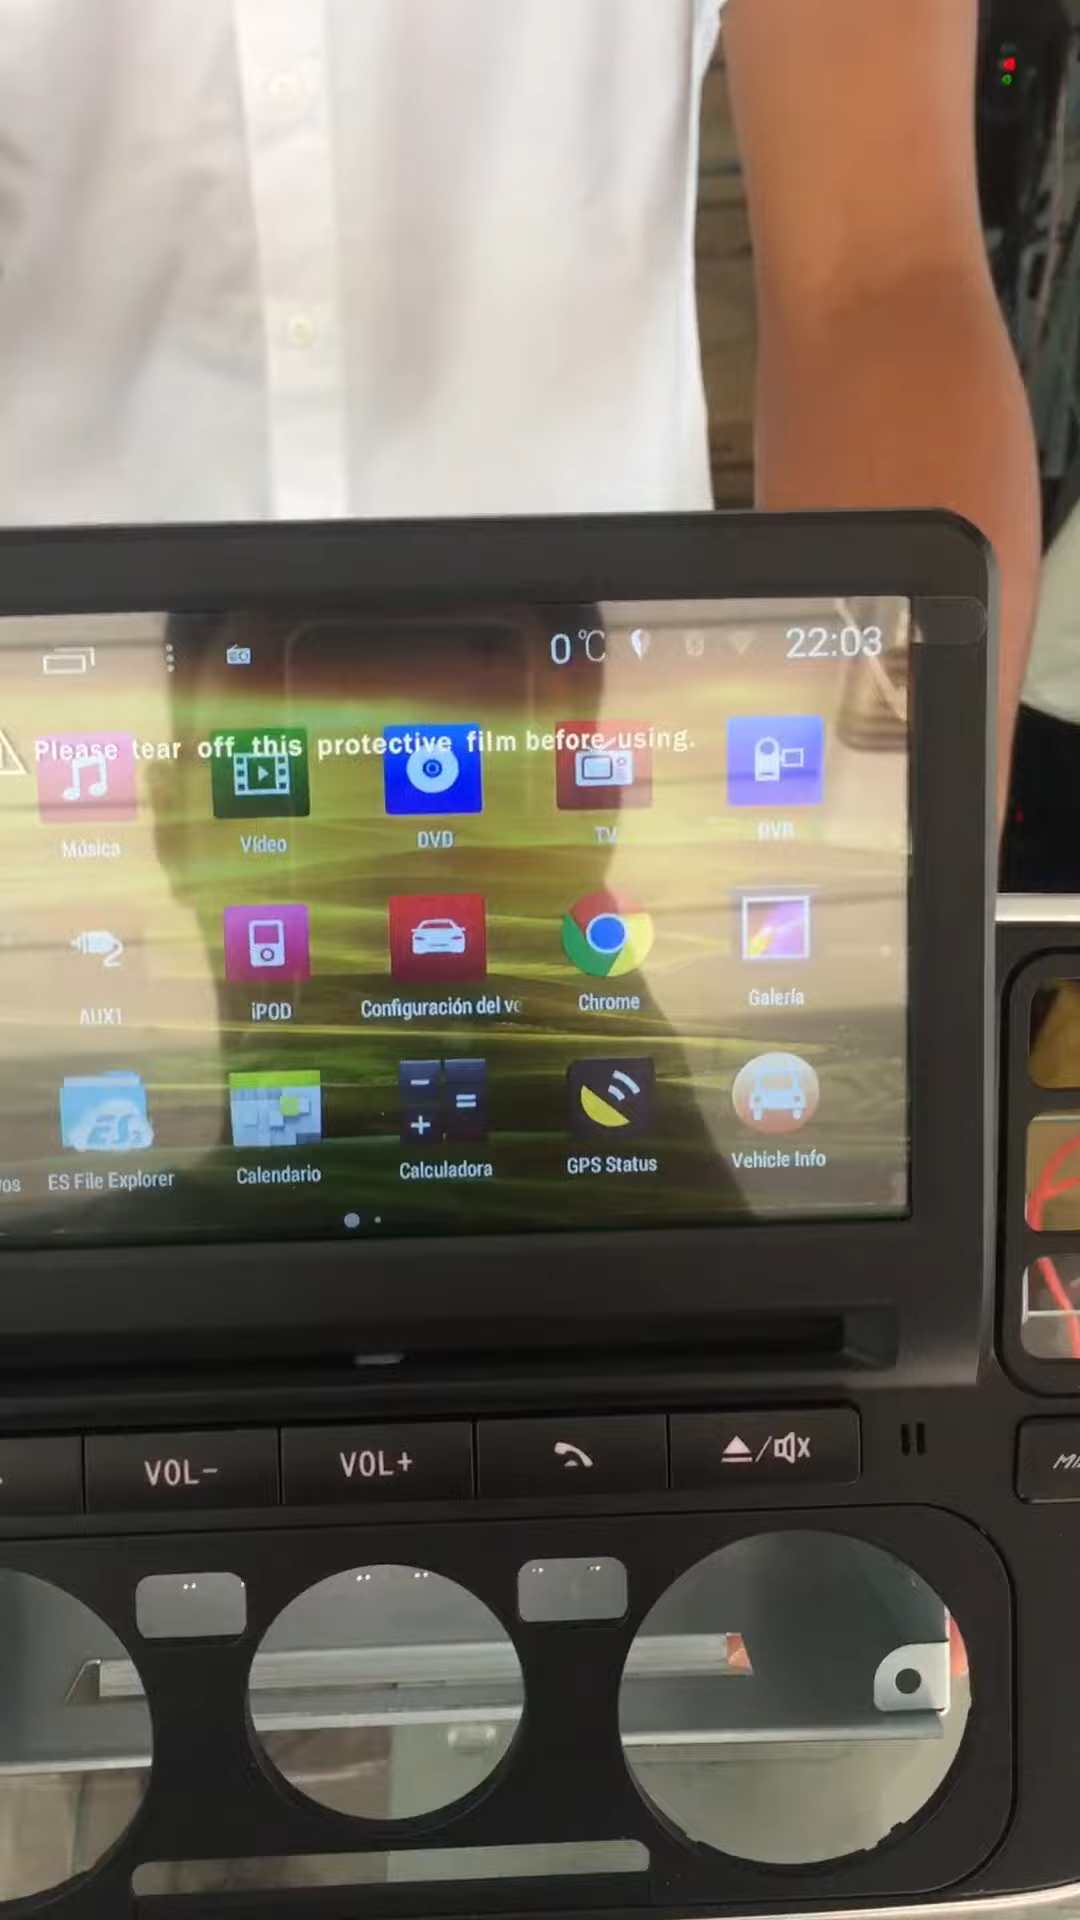 0°C 22:03
Please tear off this protective film before using.
Música Vídeo DVD TV DVR
AUX1 iPOD Configuración del ve Chrome Galería
vos ES File Explorer Calendario Calculadora GPS Status Vehicle Info
VOL- VOL+